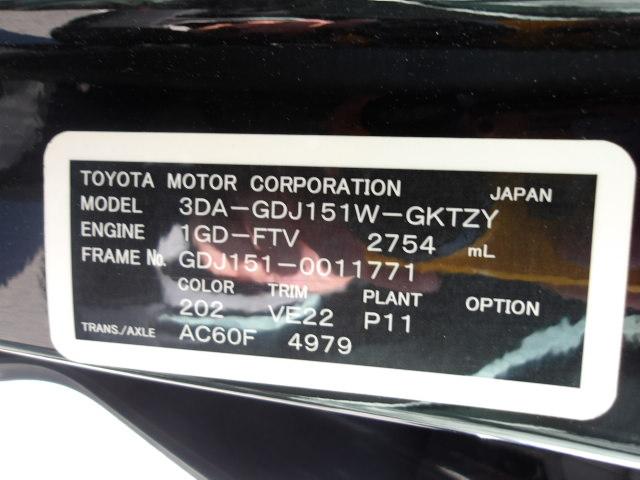 TOYOTA MOTOR CORPORATION JAPAN
MODEL 3DA-GDJ151W-GKTZY
ENGINE 1GD-FTV 2754 mL
FRAME No. GDJ151-0011771
COLOR TRIM PLANT OPTION
202 VE22 P11
TRANS./AXLE AC60F 4979